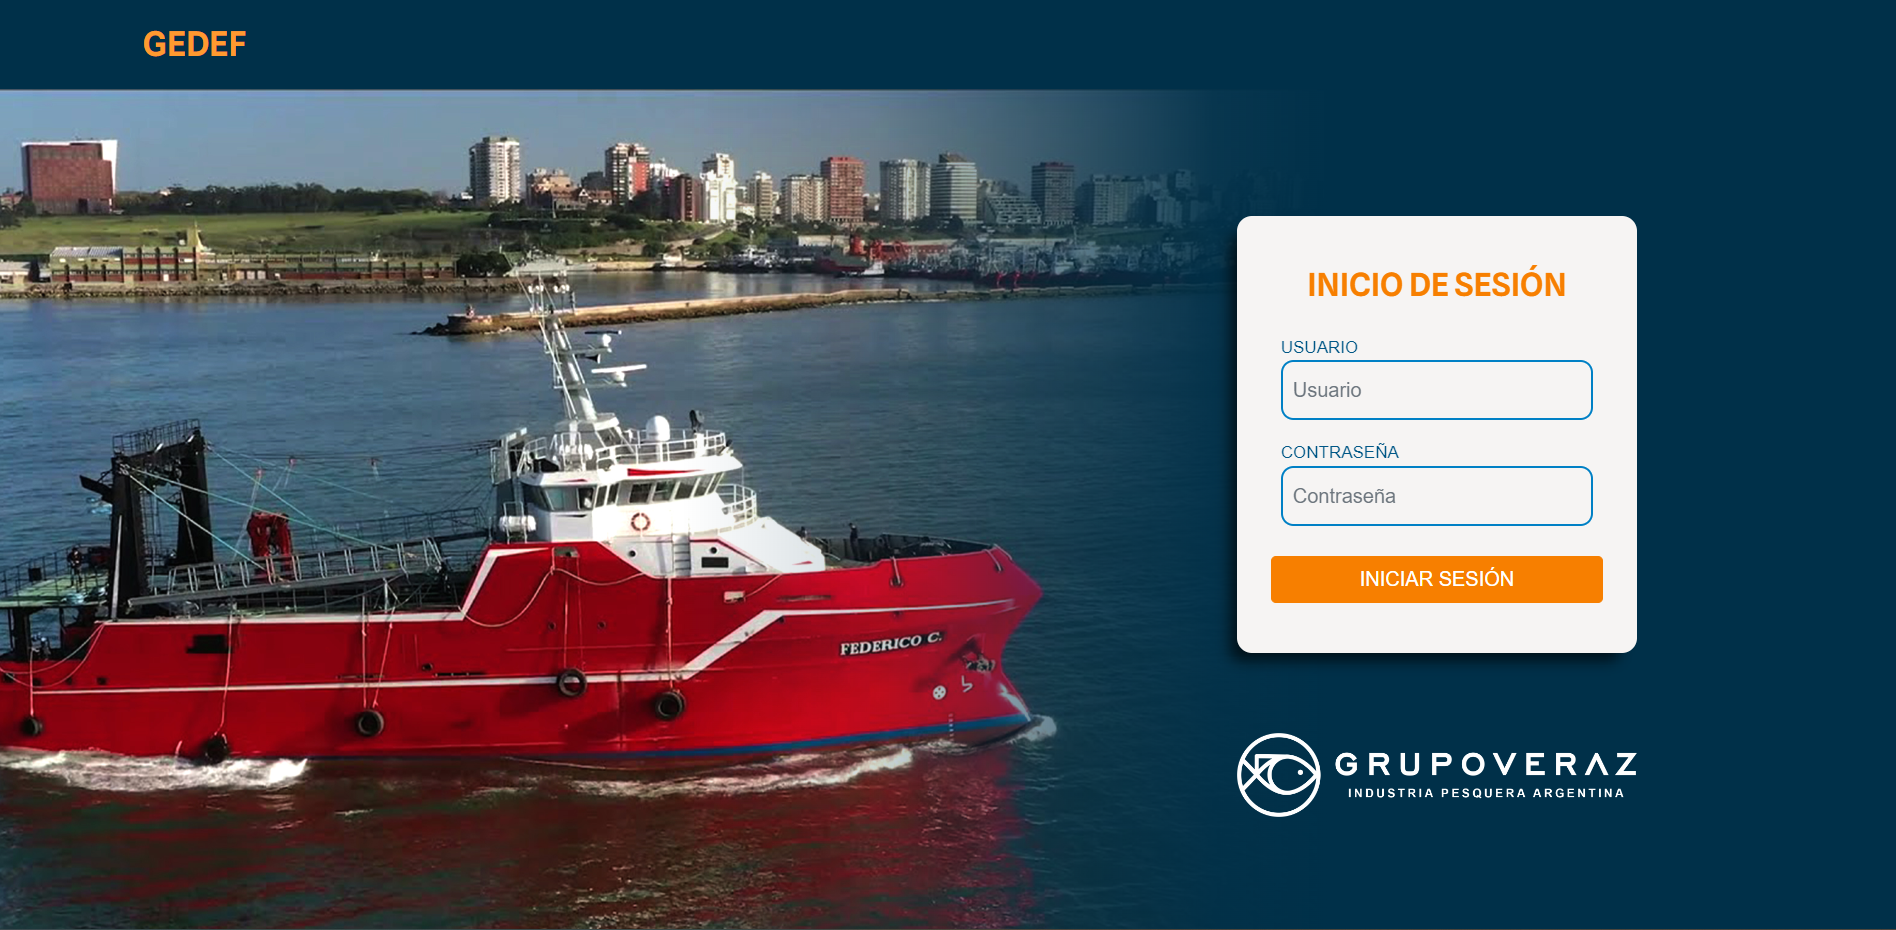 GEDEF
INICIO DE SESIÓN
USUARIO
Usuario
CONTRASEÑA
Contraseña
INICIAR SESIÓN
FEDERICO C.
GRUPOVERAZ
INDUSTRIA PESQUERA ARGENTINA